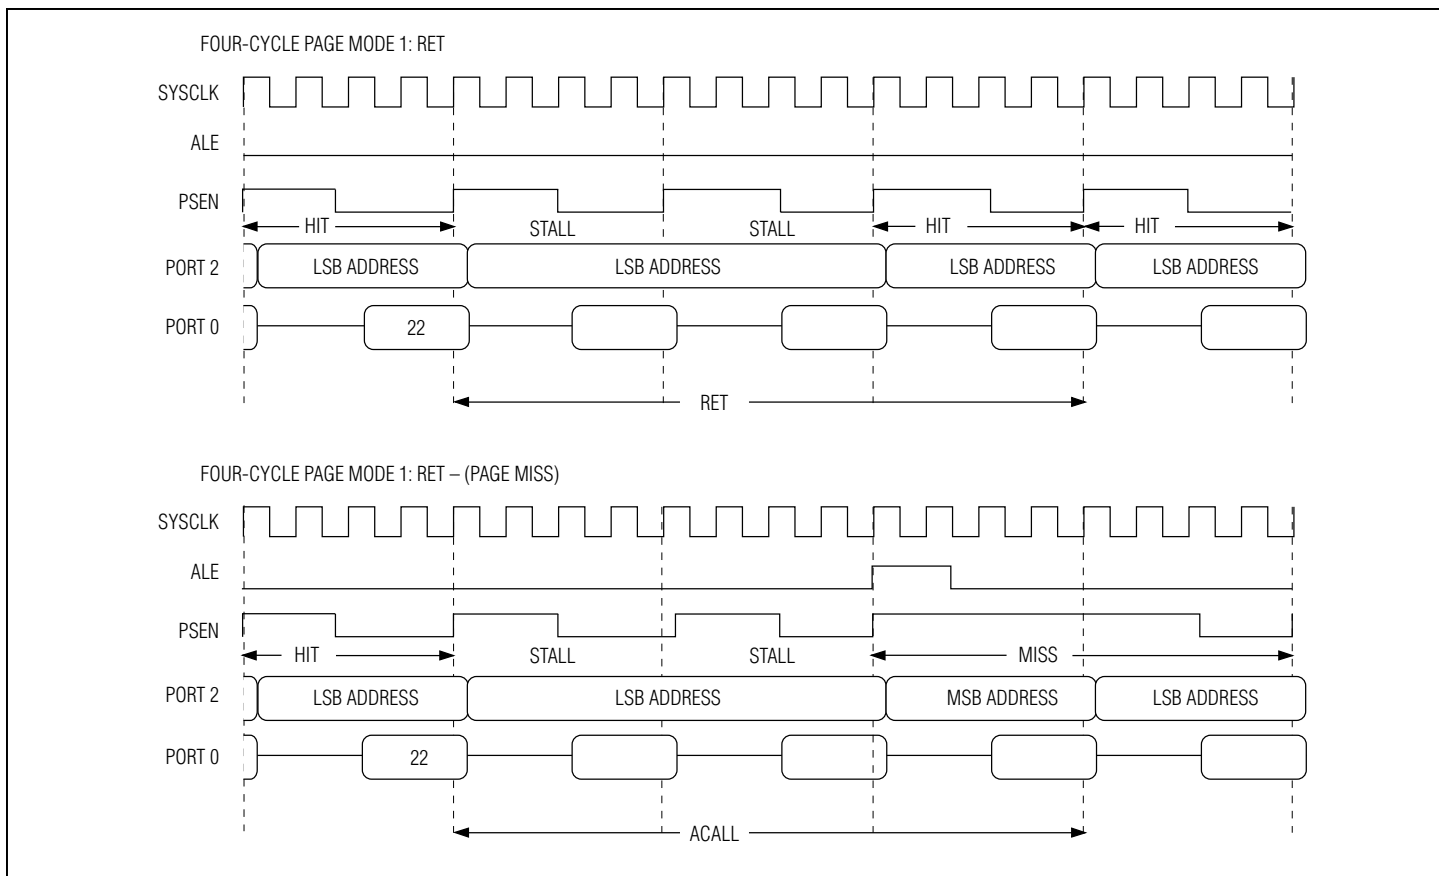 FOUR-CYCLE PAGE MODE 1: RET
SYSCLK
ALE
PSEN
HIT STALL STALL HIT HIT
PORT 2 LSB ADDRESS LSB ADDRESS LSB ADDRESS LSB ADDRESS
PORT 0 22
RET
FOUR-CYCLE PAGE MODE 1: RET – (PAGE MISS)
SYSCLK
ALE
PSEN
HIT STALL STALL MISS
PORT 2 LSB ADDRESS LSB ADDRESS MSB ADDRESS LSB ADDRESS
PORT 0 22
ACALL